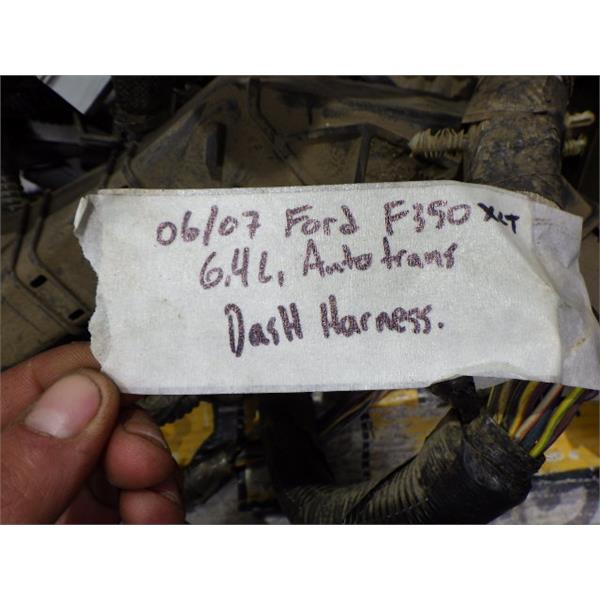 06/07 Ford F350 XLT
6.4L, Auto trans
DasH Harness.